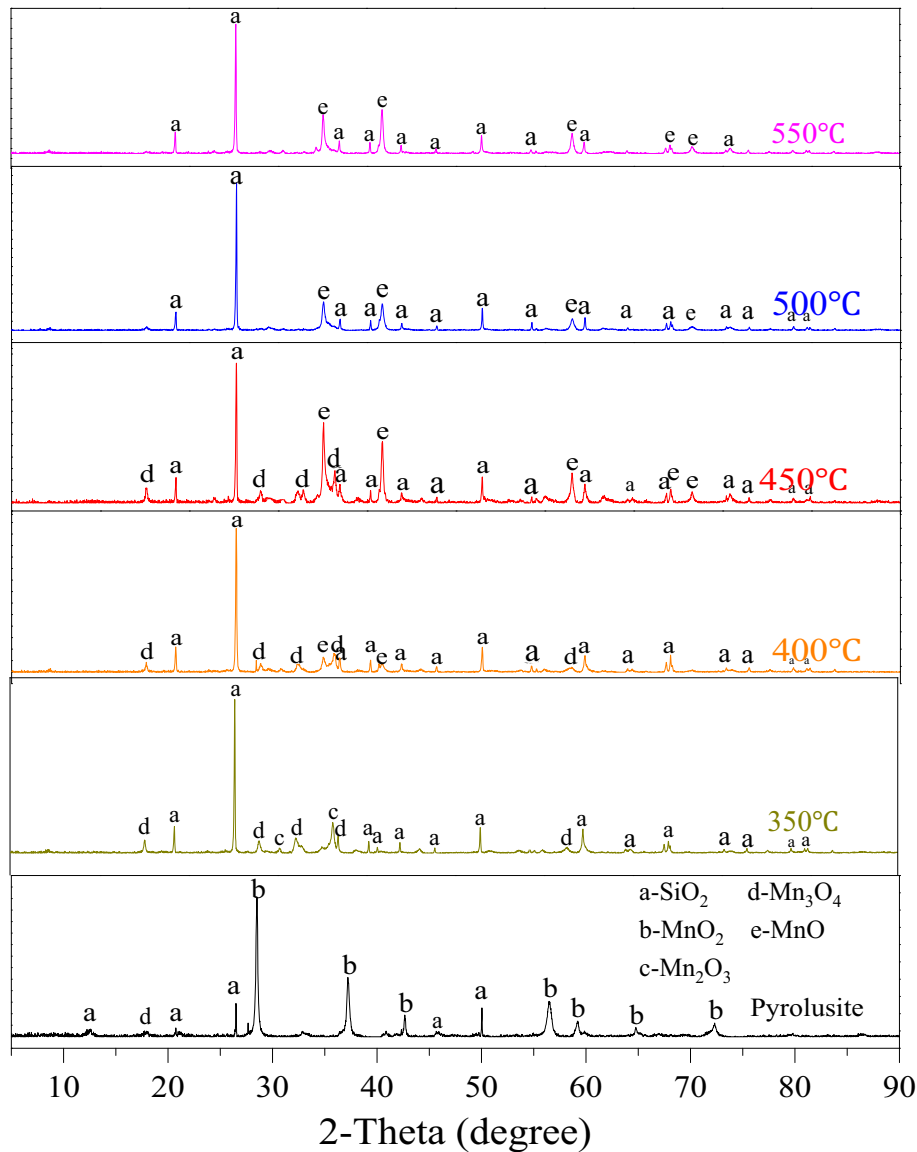 a
a e e a a a a a a e a e e a 550℃
a
a e e a a a a a a e a a a e a a a a 500℃
a
d a d d e d a e a a a a a e a a a e e a a a a 450℃
a
d a d d e d a a e a a a a d a a a a a a a 400℃
a
d a d c d c d a a a a a d a a a a a a a 350℃
a-SiO₂ d-Mn₃O₄
b-MnO₂ e-MnO
c-Mn₂O₃
Pyrolusite
a d a a b b b a a b b b b
10 20 30 40 50 60 70 80 90
2-Theta (degree)